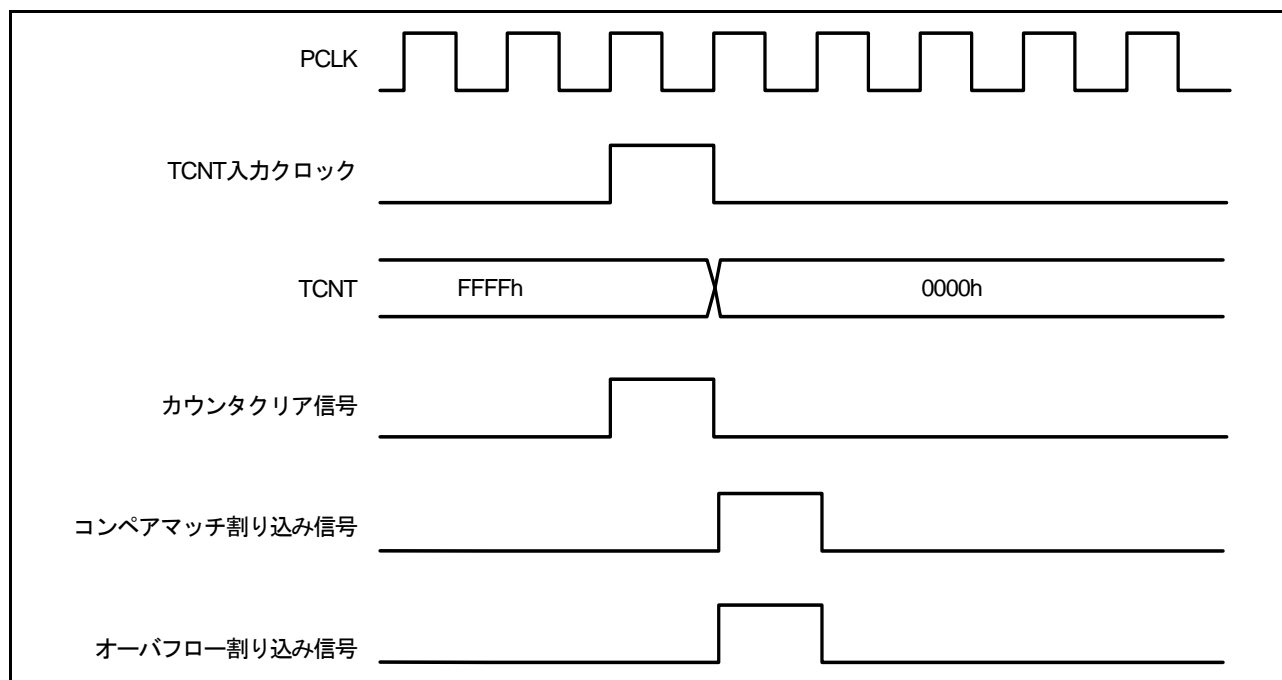 PCLK
TCNT入力クロック
TCNT
FFFFh
0000h
カウンタクリア信号
コンペアマッチ割り込み信号
オーバフロー割り込み信号